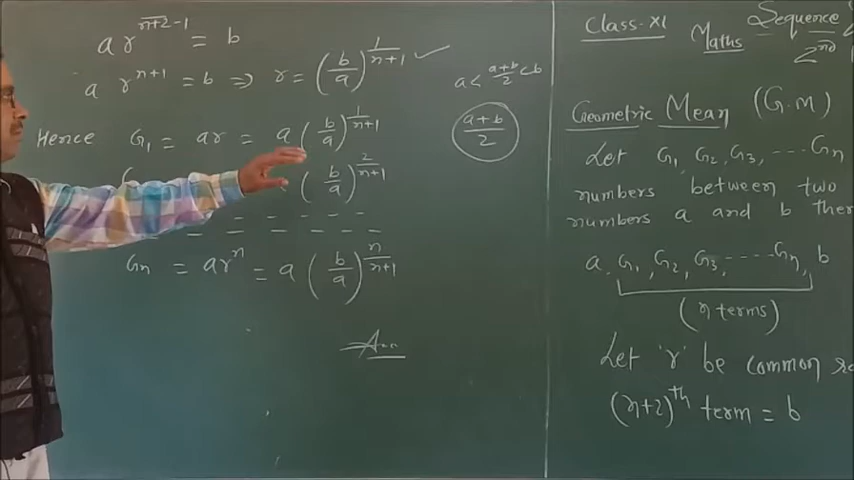 Class-XI Maths Sequence
2nd
Geometric Mean (G.M)
Let G₁, G₂, G₃, ---- Gn
numbers between two
numbers a and b then
a, G₁, G₂, G₃, ---- Gn, b
(n terms)
Let 'r' be common
(n+2)th term = b
ar^(n+2-1) = b
a r^(n+1) = b ⇒ r = (b/a)^(1/(n+1)) ✓
a < (a+b)/2 < b
(a+b)/2
Hence G₁ = ar = a (b/a)^(1/(n+1))
(b/a)^(2/(n+1))
Gn = ar^n = a (b/a)^(n/(n+1))
Ans